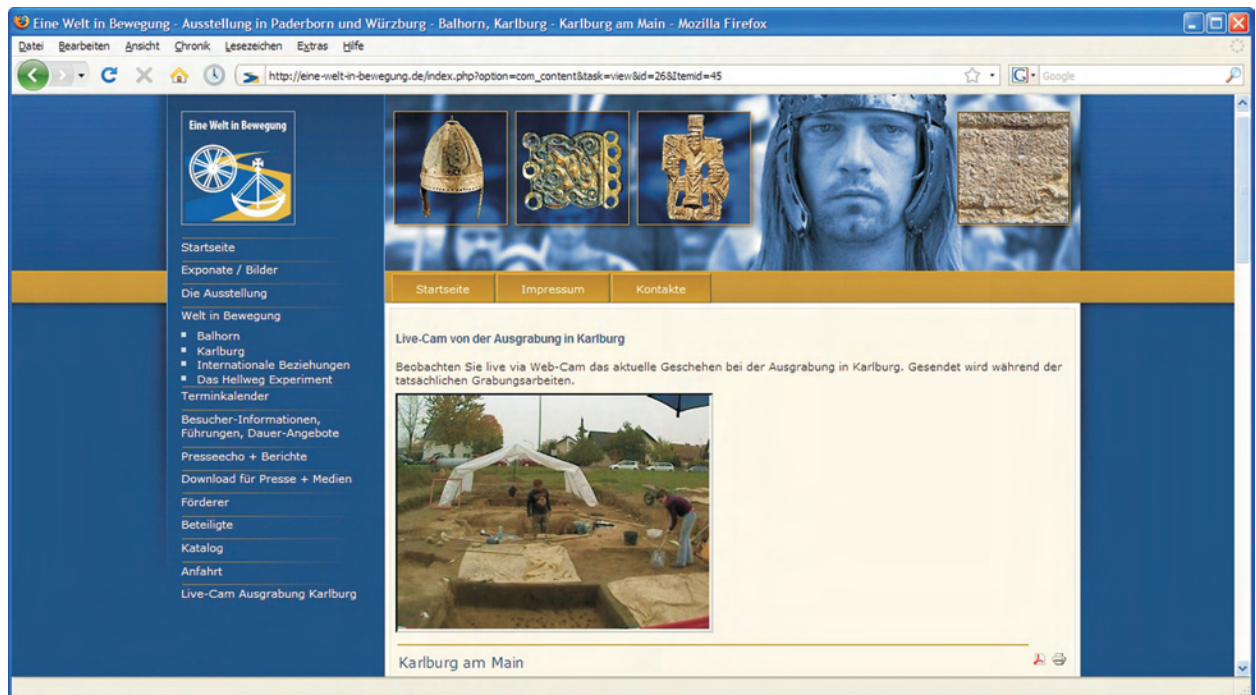 Eine Welt in Bewegung - Ausstellung in Paderborn und Würzburg - Balhorn, Karlburg - Karlburg am Main - Mozilla Firefox
Datei Bearbeiten Ansicht Chronik Lesezeichen Extras Hilfe
http://eine-welt-in-bewegung.de/index.php?option=com_content&task=view&id=26&Itemid=45
Google
Eine Welt in Bewegung
Startseite
Exponate / Bilder
Die Ausstellung
Welt in Bewegung
Balhorn
Karlburg
Internationale Beziehungen
Das Hellweg Experiment
Terminkalender
Besucher-Informationen,
Führungen, Dauer-Angebote
Presseecho + Berichte
Download für Presse + Medien
Förderer
Beteiligte
Katalog
Anfahrt
Live-Cam Ausgrabung Karlburg
Startseite Impressum Kontakte
Live-Cam von der Ausgrabung in Karlburg
Beobachten Sie live via Web-Cam das aktuelle Geschehen bei der Ausgrabung in Karlburg. Gesendet wird während der
tatsächlichen Grabungsarbeiten.
Karlburg am Main